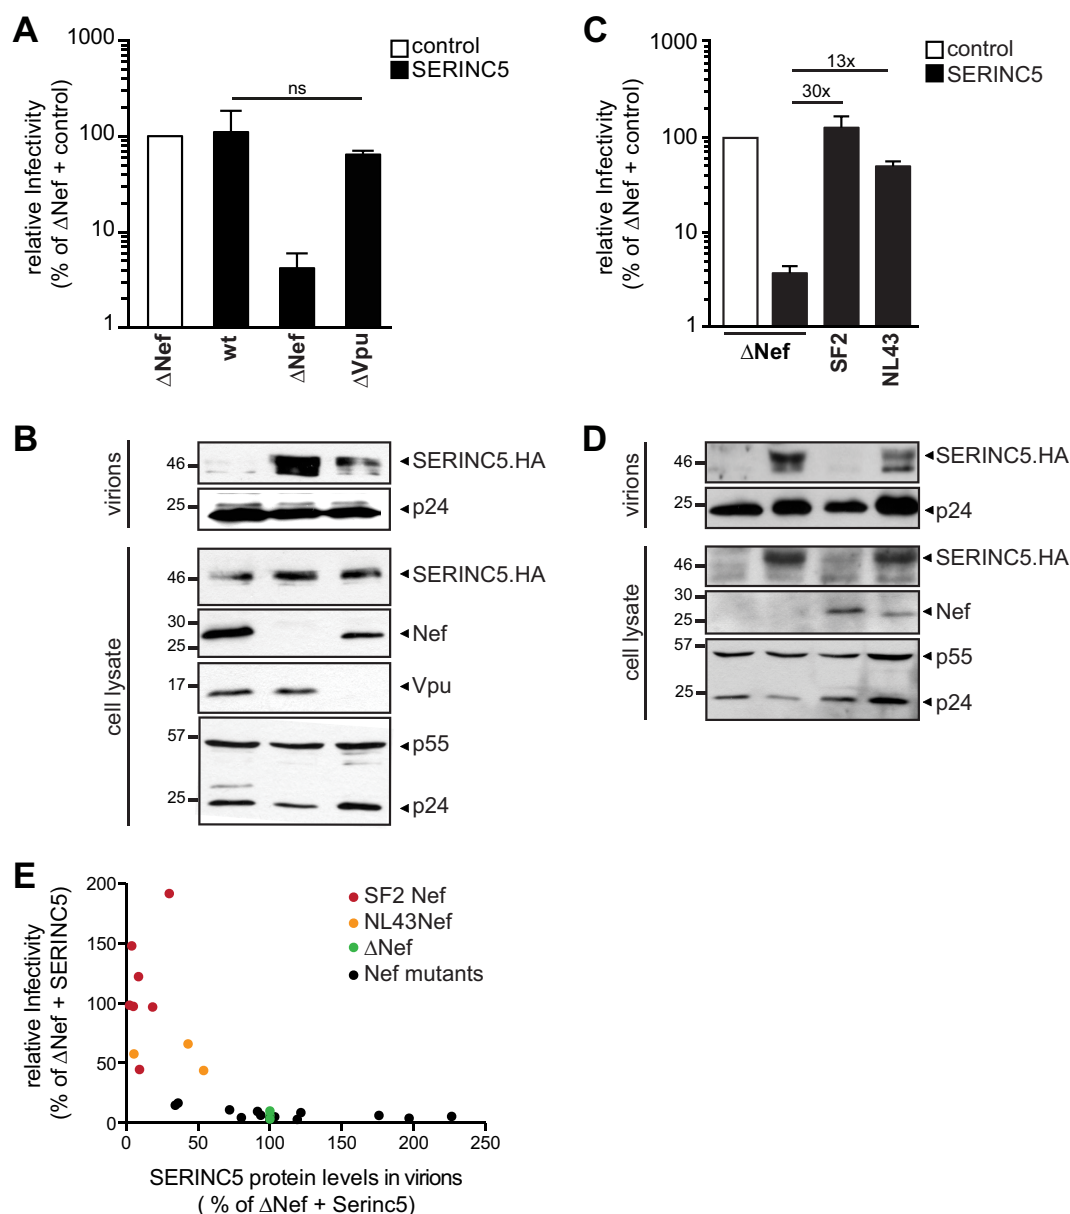 A
relative Infectivity
(% of ΔNef + control)
1000
100
10
1
control
SERINC5
ns
ΔNef
wt
ΔNef
ΔVpu
C
relative Infectivity
(% of ΔNef + control)
1000
100
10
1
control
SERINC5
13x
30x
ΔNef
SF2
NL43
B
virions
46
SERINC5.HA
25
p24
cell lysate
46
SERINC5.HA
30
25
Nef
17
Vpu
57
p55
25
p24
D
virions
46
SERINC5.HA
25
p24
cell lysate
46
SERINC5.HA
30
25
Nef
57
p55
25
p24
E
relative Infectivity
(% of ΔNef + SERINC5)
200
150
100
50
0
SF2 Nef
NL43Nef
ΔNef
Nef mutants
0 50 100 150 200 250
SERINC5 protein levels in virions
( % of ΔNef + Serinc5)